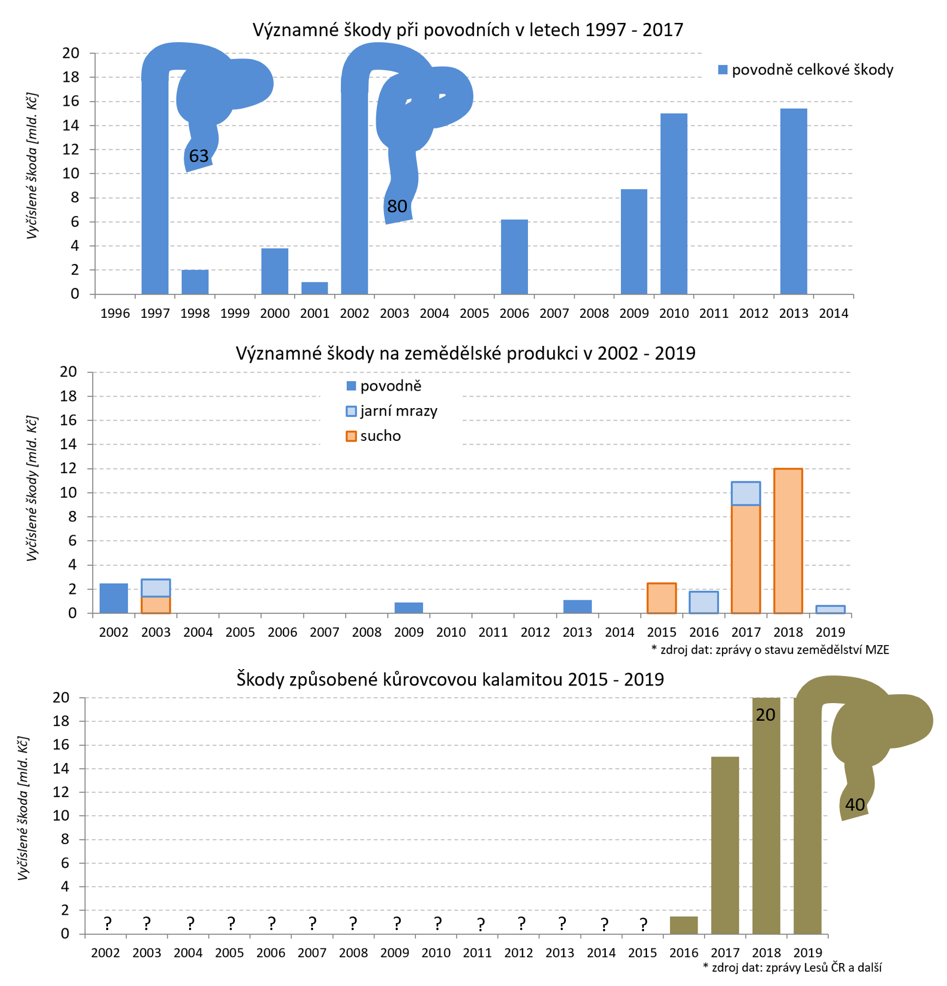 Významné škody při povodních v letech 1997 - 2017
povodně celkové škody
Vyčíslené škoda [mld. Kč]
20
18
16
14
12
10
8
6
4
2
0
63
80
1996 1997 1998 1999 2000 2001 2002 2003 2004 2005 2006 2007 2008 2009 2010 2011 2012 2013 2014
Významné škody na zemědělské produkci v 2002 - 2019
povodně
jarní mrazy
sucho
Vyčíslené škody [mld. Kč]
20
18
16
14
12
10
8
6
4
2
0
2002 2003 2004 2005 2006 2007 2008 2009 2010 2011 2012 2013 2014 2015 2016 2017 2018 2019
* zdroj dat: zprávy o stavu zemědělství MZE
Škody způsobené kůrovcovou kalamitou 2015 - 2019
Vyčíslené škoda [mld. Kč]
20
18
16
14
12
10
8
6
4
2
0
20
40
? ? ? ? ? ? ? ? ? ? ? ? ? ?
2002 2003 2004 2005 2006 2007 2008 2009 2010 2011 2012 2013 2014 2015 2016 2017 2018 2019
* zdroj dat: zprávy Lesů ČR a další